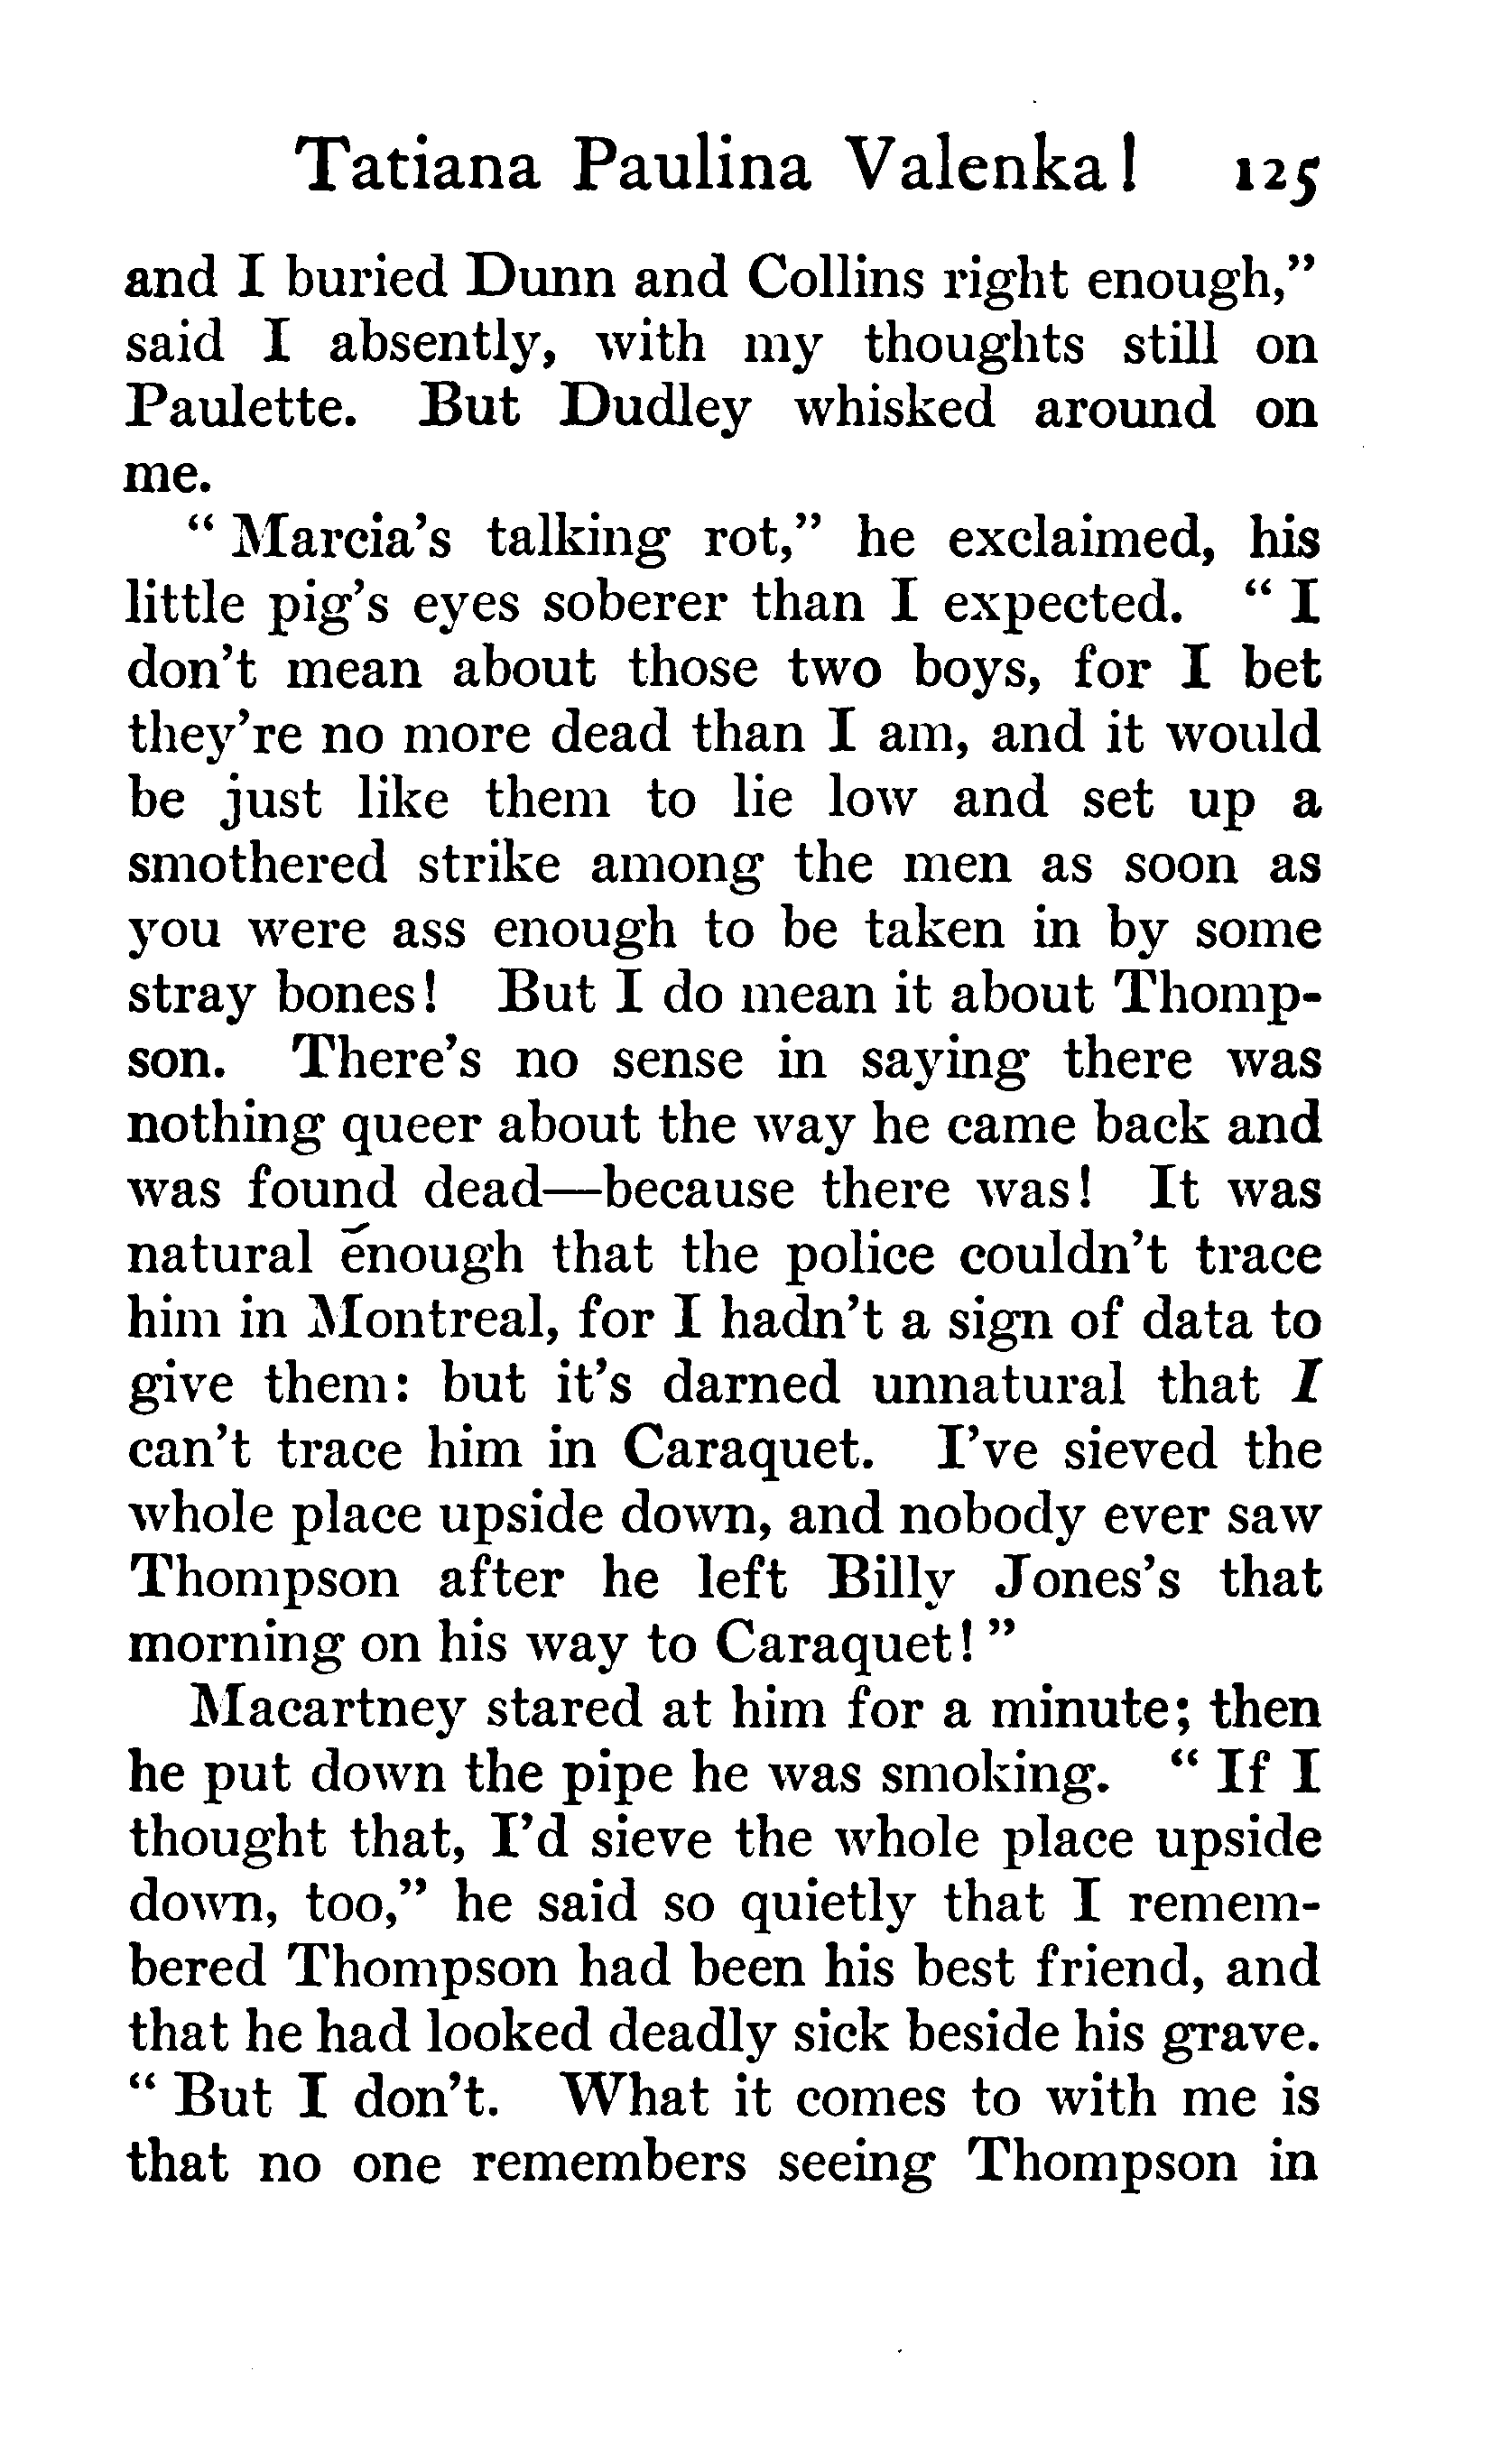 Tatiana Paulina Valenka! 125
and I buried Dunn and Collins right enough,"
said I absently, with my thoughts still on
Paulette. But Dudley whisked around on
me.
"Marcia's talking rot," he exclaimed, his
little pig's eyes soberer than I expected. "I
don't mean about those two boys, for I bet
they're no more dead than I am, and it would
be just like them to lie low and set up a
smothered strike among the men as soon as
you were ass enough to be taken in by some
stray bones! But I do mean it about Thomp-
son. There's no sense in saying there was
nothing queer about the way he came back and
was found dead—because there was! It was
natural enough that the police couldn't trace
him in Montreal, for I hadn't a sign of data to
give them: but it's darned unnatural that I
can't trace him in Caraquet. I've sieved the
whole place upside down, and nobody ever saw
Thompson after he left Billy Jones's that
morning on his way to Caraquet!"
Macartney stared at him for a minute; then
he put down the pipe he was smoking. "If I
thought that, I'd sieve the whole place upside
down, too," he said so quietly that I remem-
bered Thompson had been his best friend, and
that he had looked deadly sick beside his grave.
"But I don't. What it comes to with me is
that no one remembers seeing Thompson in